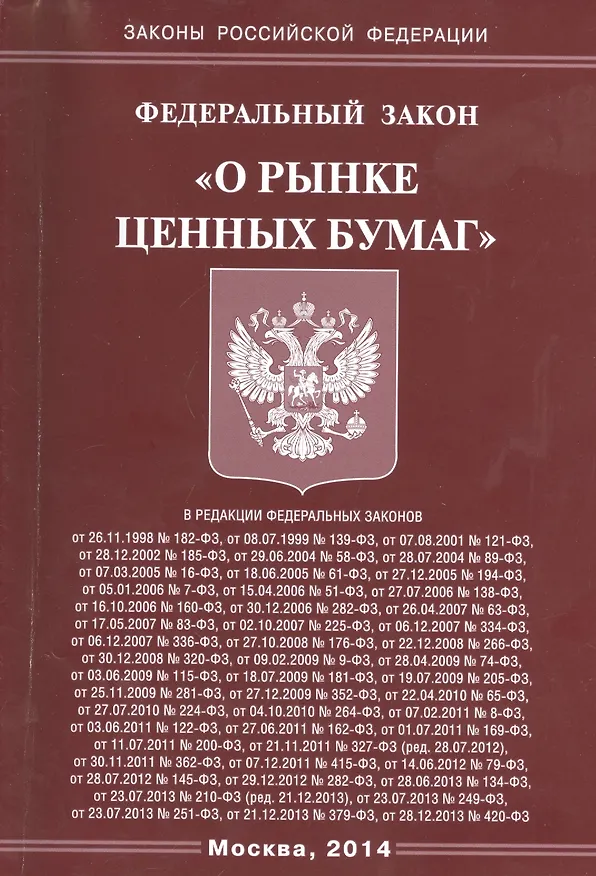 ЗАКОНЫ РОССИЙСКОЙ ФЕДЕРАЦИИ
ФЕДЕРАЛЬНЫЙ ЗАКОН
«О РЫНКЕ
ЦЕННЫХ БУМАГ»
В РЕДАКЦИИ ФЕДЕРАЛЬНЫХ ЗАКОНОВ
от 26.11.1998 № 182-ФЗ, от 08.07.1999 № 139-ФЗ, от 07.08.2001 № 121-ФЗ,
от 28.12.2002 № 185-ФЗ, от 29.06.2004 № 58-ФЗ, от 28.07.2004 № 89-ФЗ,
от 07.03.2005 № 16-ФЗ, от 18.06.2005 № 61-ФЗ, от 27.12.2005 № 194-ФЗ,
от 05.01.2006 № 7-ФЗ, от 15.04.2006 № 51-ФЗ, от 27.07.2006 № 138-ФЗ,
от 16.10.2006 № 160-ФЗ, от 30.12.2006 № 282-ФЗ, от 26.04.2007 № 63-ФЗ,
от 17.05.2007 № 83-ФЗ, от 02.10.2007 № 225-ФЗ, от 06.12.2007 № 334-ФЗ,
от 06.12.2007 № 336-ФЗ, от 27.10.2008 № 176-ФЗ, от 22.12.2008 № 266-ФЗ,
от 30.12.2008 № 320-ФЗ, от 09.02.2009 № 9-ФЗ, от 28.04.2009 № 74-ФЗ,
от 03.06.2009 № 115-ФЗ, от 18.07.2009 № 181-ФЗ, от 19.07.2009 № 205-ФЗ,
от 25.11.2009 № 281-ФЗ, от 27.12.2009 № 352-ФЗ, от 22.04.2010 № 65-ФЗ,
от 27.07.2010 № 224-ФЗ, от 04.10.2010 № 264-ФЗ, от 07.02.2011 № 8-ФЗ,
от 03.06.2011 № 122-ФЗ, от 27.06.2011 № 162-ФЗ, от 01.07.2011 № 169-ФЗ,
от 11.07.2011 № 200-ФЗ, от 21.11.2011 № 327-ФЗ (ред. 28.07.2012),
от 30.11.2011 № 362-ФЗ, от 07.12.2011 № 415-ФЗ, от 14.06.2012 № 79-ФЗ,
от 28.07.2012 № 145-ФЗ, от 29.12.2012 № 282-ФЗ, от 28.06.2013 № 134-ФЗ,
от 23.07.2013 № 210-ФЗ (ред. 21.12.2013), от 23.07.2013 № 249-ФЗ,
от 23.07.2013 № 251-ФЗ, от 21.12.2013 № 379-ФЗ, от 28.12.2013 № 420-ФЗ
Москва, 2014